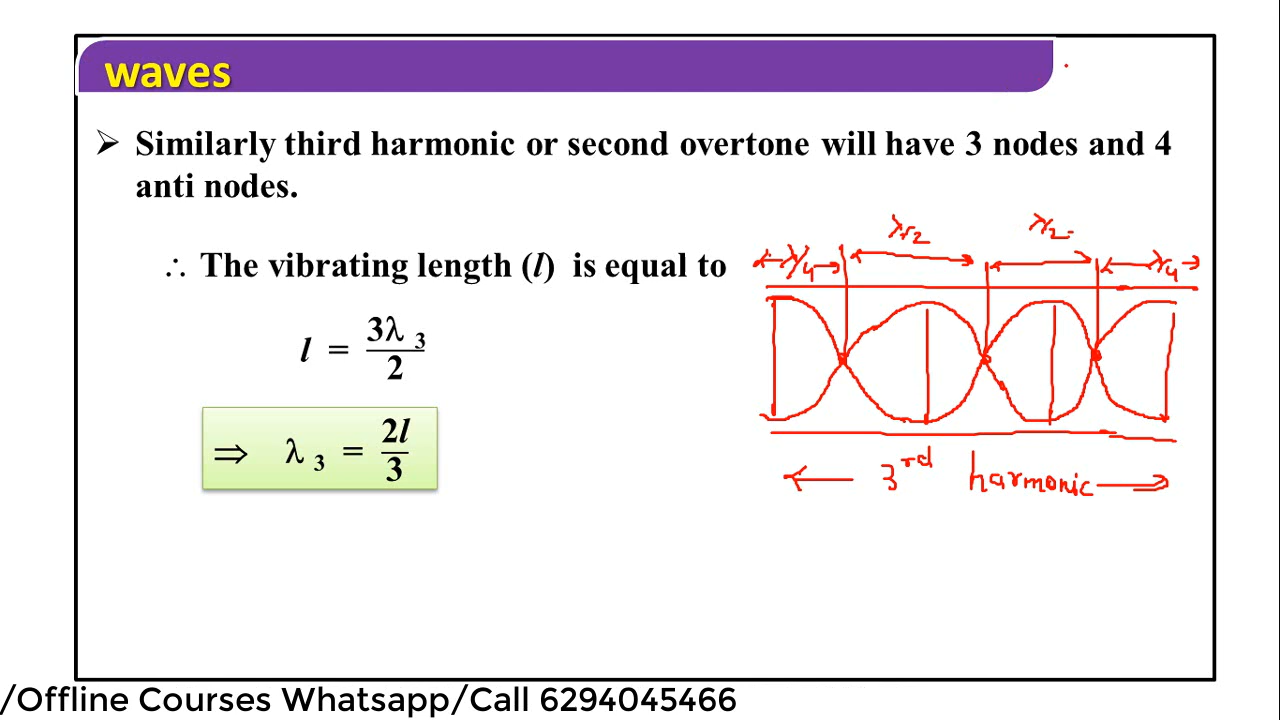 waves
➢ Similarly third harmonic or second overtone will have 3 nodes and 4
anti nodes.
∴ The vibrating length (l) is equal to
l = 3λ₃/2
⇒ λ₃ = 2l/3
λ/4 λ/2 λ/2 λ/4
3rd harmonic
/Offline Courses Whatsapp/Call 6294045466